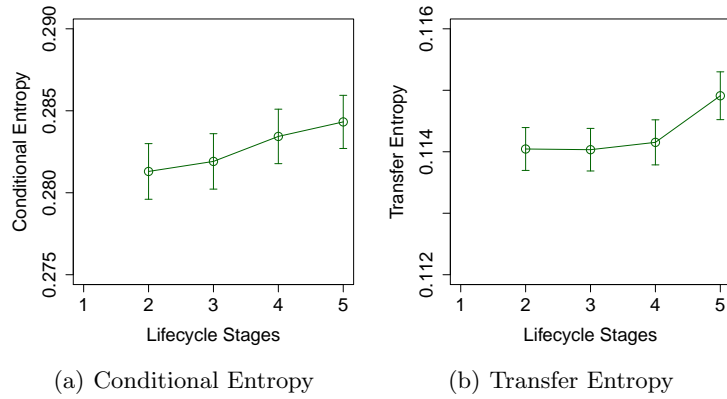 0.290
0.285
0.280
0.275
Conditional Entropy
1 2 3 4 5
Lifecycle Stages
(a) Conditional Entropy
0.116
0.114
0.112
Transfer Entropy
1 2 3 4 5
Lifecycle Stages
(b) Transfer Entropy